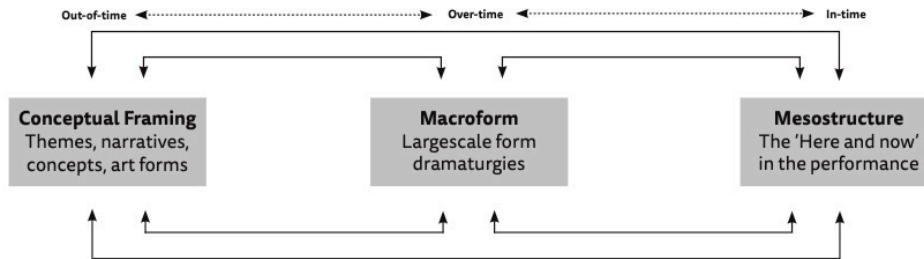 Out-of-time Over-time In-time
Conceptual Framing
Themes, narratives,
concepts, art forms
Macroform
Largescale form
dramaturgies
Mesostructure
The ‘Here and now’
in the performance